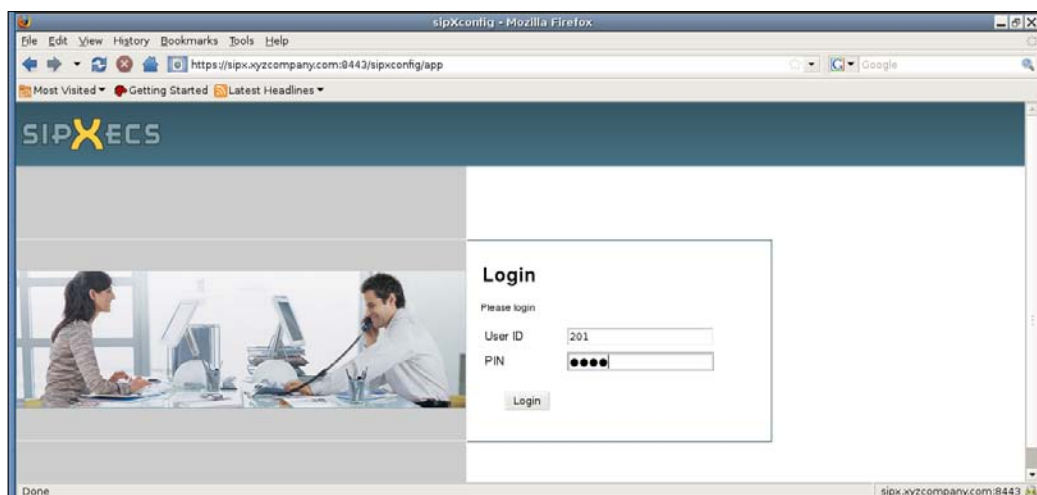 sipXconfig - Mozilla Firefox
File Edit View History Bookmarks Tools Help
https://sipx.xyzcompany.com:8443/sipxconfig/app
G Google
Most Visited Getting Started Latest Headlines
SIPXECS
Login
Please login
User ID 201
PIN ●●●●
Login
Done sipx.xyzcompany.com:8443